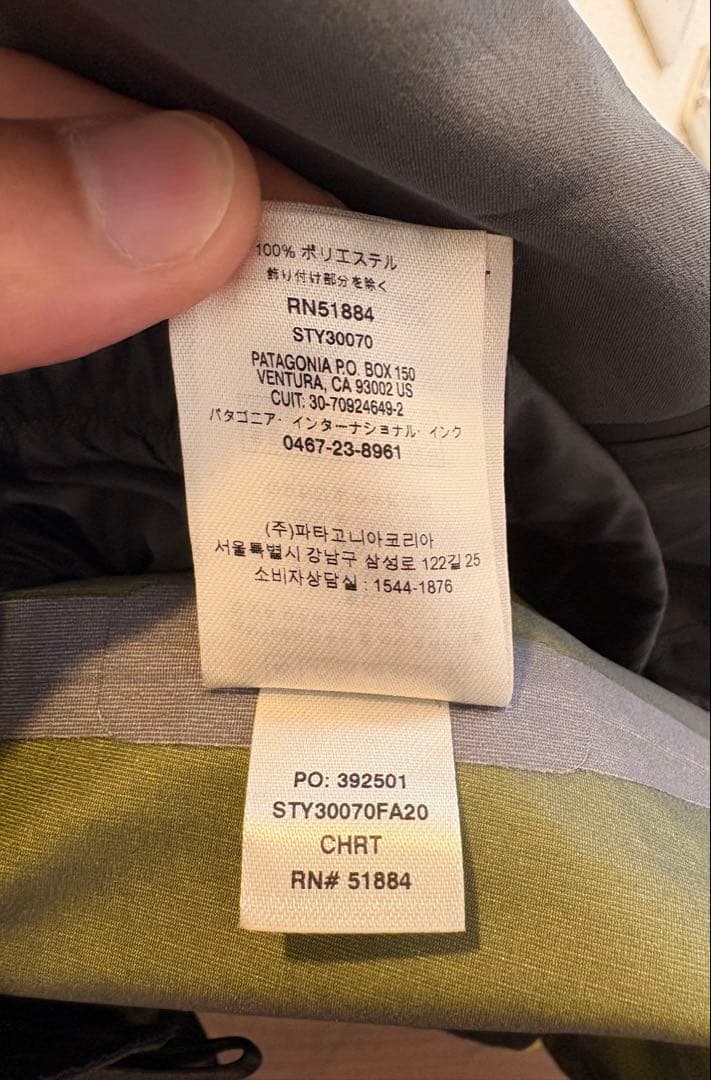 100% ポリエステル
飾り付け部分を除く
RN51884
STY30070
PATAGONIA P.O. BOX 150
VENTURA, CA 93002 US
CUIT: 30-70924649-2
パタゴニア・インターナショナル・インク
0467-23-8961
(주)파타고니아코리아
서울특별시 강남구 삼성로 122길 25
소비자상담실 : 1544-1876
PO: 392501
STY30070FA20
CHRT
RN# 51884